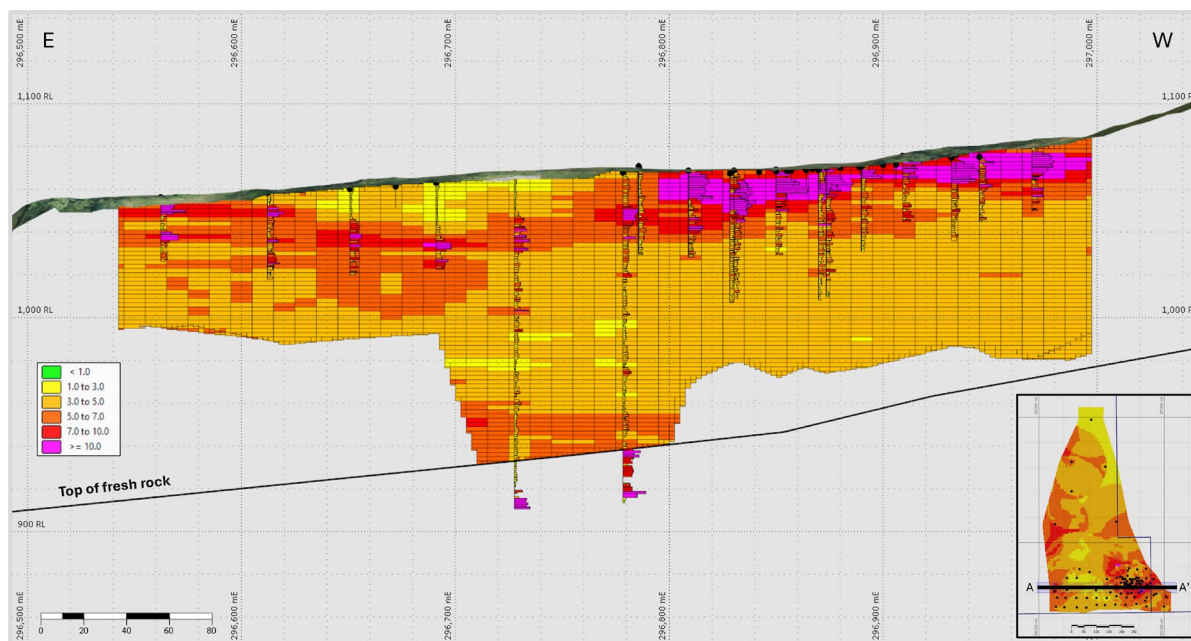 E
W
296,500 mE
296,600 mE
296,700 mE
296,800 mE
296,900 mE
297,000 mE
1,100 RL
1,100 RL
1,000 RL
1,000 RL
< 1.0
1.0 to 3.0
3.0 to 5.0
5.0 to 7.0
7.0 to 10.0
>= 10.0
Top of fresh rock
900 RL
A
A'
296,500 mE
296,600 mE
296,700 mE
296,800 mE
296,900 mE
0
20
40
60
80